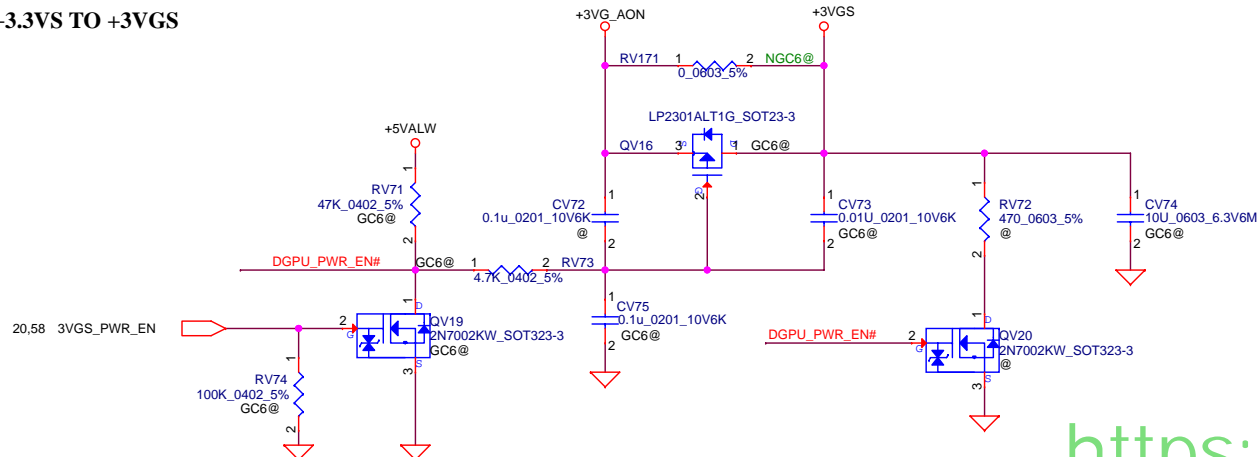 -3.3VS TO +3VGS
+3VG_AON
+3VGS
RV171
1
2
NGC6@
0_0603_5%
LP2301ALT1G_SOT23-3
+5VALW
QV16
3
S
D
1
GC6@
G
2
1
RV71
47K_0402_5%
GC6@
2
CV72
0.1u_0201_10V6K
@
1
2
1
CV73
0.01U_0201_10V6K
GC6@
2
1
RV72
470_0603_5%
@
2
1
CV74
10U_0603_6.3V6M
GC6@
2
DGPU_PWR_EN#
GC6@
1
2
RV73
4.7K_0402_5%
1
CV75
0.1u_0201_10V6K
GC6@
2
20,58 3VGS_PWR_EN
2
G
1
D
QV19
2N7002KW_SOT323-3
GC6@
S
3
1
RV74
100K_0402_5%
GC6@
2
DGPU_PWR_EN#
2
G
1
D
QV20
2N7002KW_SOT323-3
@
S
3
https: